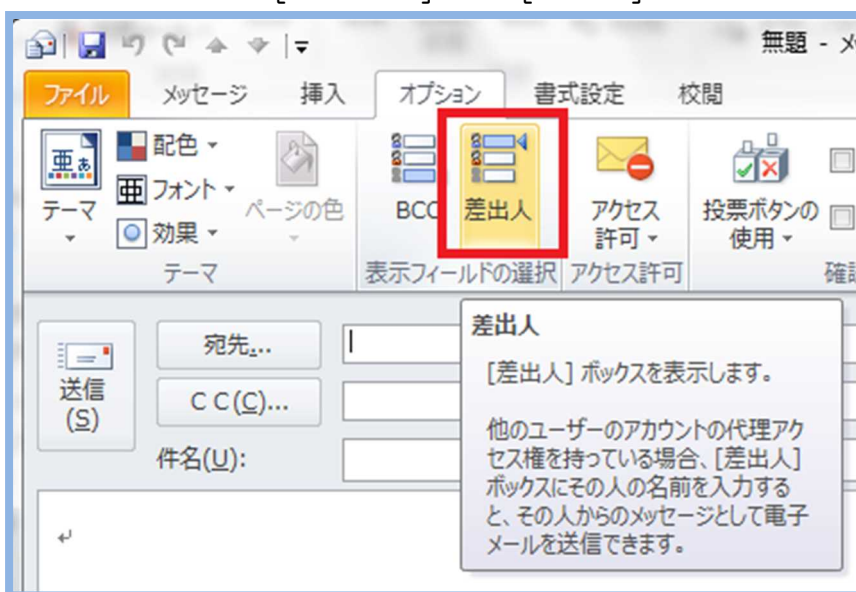 無題 - メッ
ファイル メッセージ 挿入 オプション 書式設定 校閲
亜あ
テーマ
配色
亜 フォント
効果
ページの色
BCC
差出人
アクセス
許可
投票ボタンの
使用
テーマ 表示フィールドの選択 アクセス許可 確認
送信
(S)
宛先...
C C(C)...
件名(U):
差出人
[差出人] ボックスを表示します。
他のユーザーのアカウントの代理アク
セス権を持っている場合、[差出人]
ボックスにその人の名前を入力する
と、その人からのメッセージとして電子
メールを送信できます。